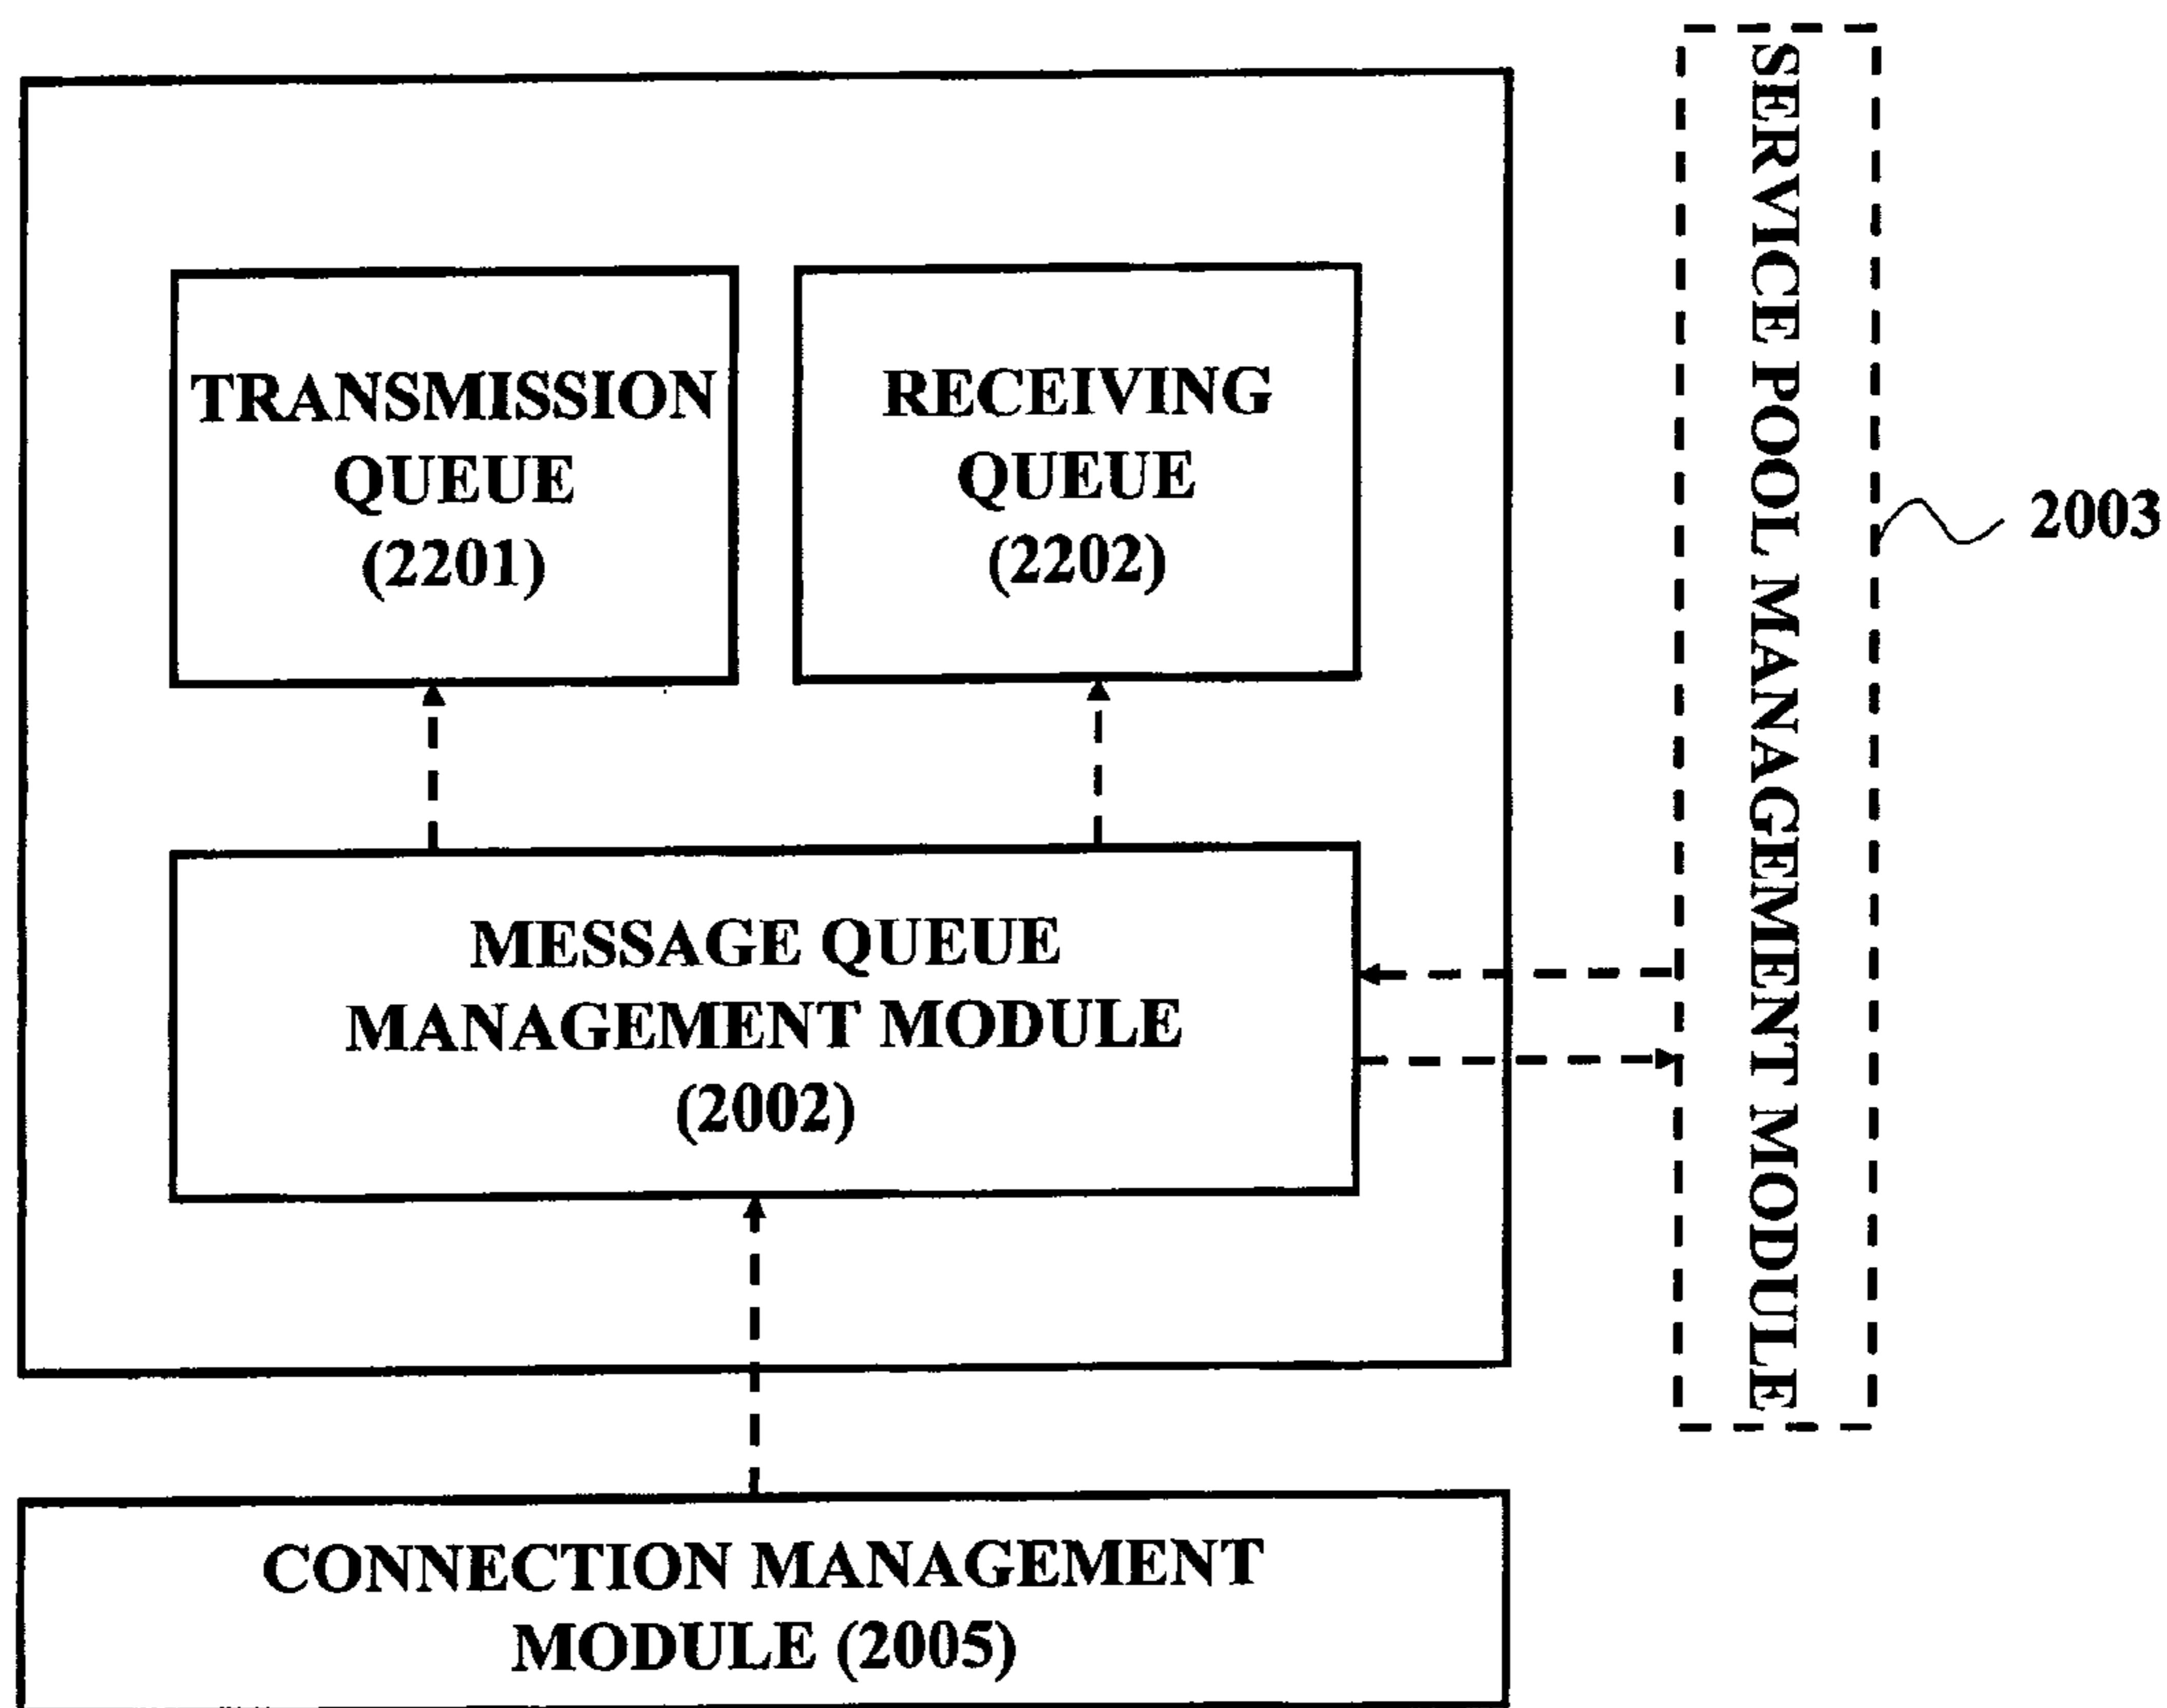 TRANSMISSION
QUEUE
(2201)
RECEIVING
QUEUE
(2202)
MESSAGE QUEUE
MANAGEMENT MODULE
(2002)
SERVICE POOL MANAGEMENT MODULE
2003
CONNECTION MANAGEMENT
MODULE (2005)